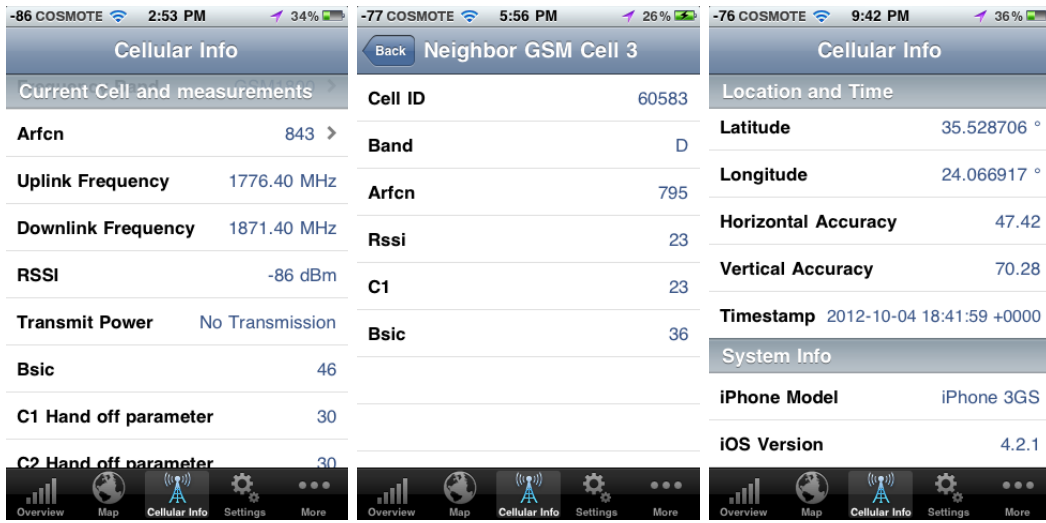 -86 COSMOTE 2:53 PM 34%
Cellular Info
Current Cell and measurements
Arfcn 843
Uplink Frequency 1776.40 MHz
Downlink Frequency 1871.40 MHz
RSSI -86 dBm
Transmit Power No Transmission
Bsic 46
C1 Hand off parameter 30
C2 Hand off parameter 30
Overview Map Cellular Info Settings More
-77 COSMOTE 5:56 PM 26%
Back Neighbor GSM Cell 3
Cell ID 60583
Band D
Arfcn 795
Rssi 23
C1 23
Bsic 36
Overview Map Cellular Info Settings More
-76 COSMOTE 9:42 PM 36%
Cellular Info
Location and Time
Latitude 35.528706 °
Longitude 24.066917 °
Horizontal Accuracy 47.42
Vertical Accuracy 70.28
Timestamp 2012-10-04 18:41:59 +0000
System Info
iPhone Model iPhone 3GS
iOS Version 4.2.1
Overview Map Cellular Info Settings More